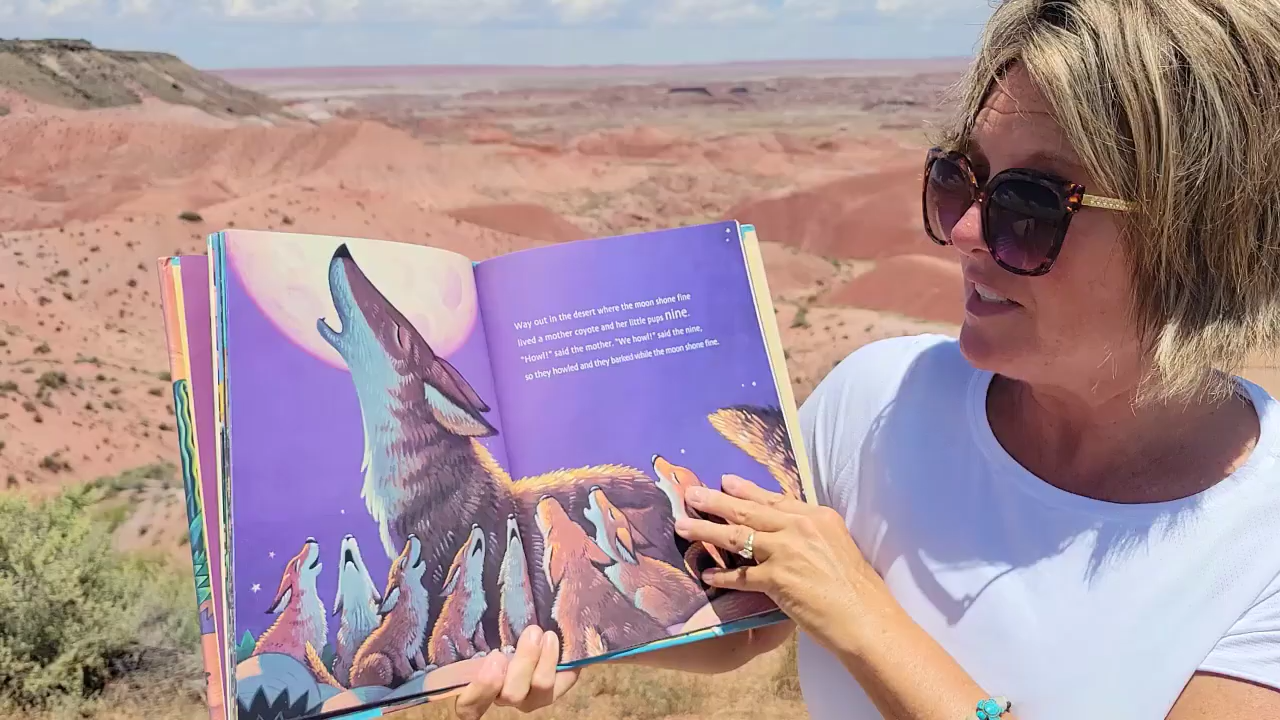 Way out in the desert where the moon shone fine
lived a mother coyote and her little pups nine.
"Howl!" said the mother. "We howl!" said the nine,
so they howled and they barked while the moon shone fine.